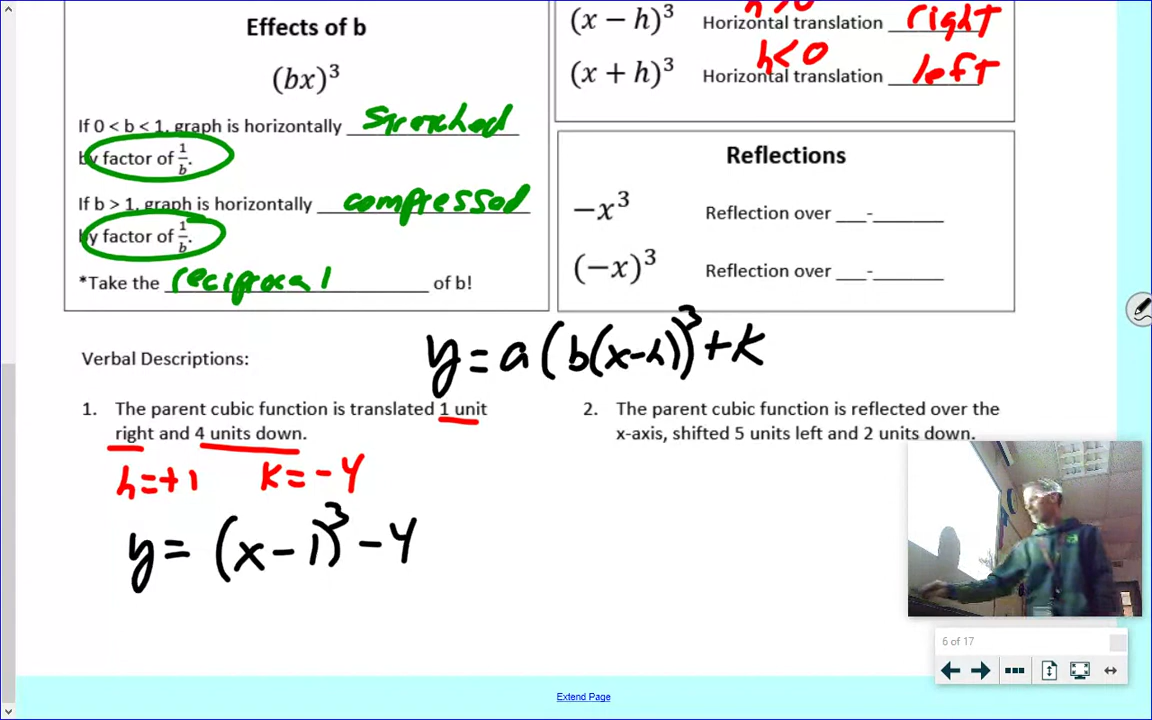 Effects of b
(bx)³
If 0 < b < 1, graph is horizontally stretched
by factor of 1/b.
If b > 1, graph is horizontally compressed
by factor of 1/b.
*Take the reciprocal of b!
h>0
(x − h)³ Horizontal translation right
h<0
(x + h)³ Horizontal translation left
Reflections
−x³ Reflection over ___-_______
(−x)³ Reflection over ___-_______
y = a(b(x-h))³ + k
Verbal Descriptions:
1. The parent cubic function is translated 1 unit
right and 4 units down.
h=+1 k=-4
y = (x-1)³ -4
2. The parent cubic function is reflected over the
x-axis, shifted 5 units left and 2 units down.
6 of 17
Extend Page